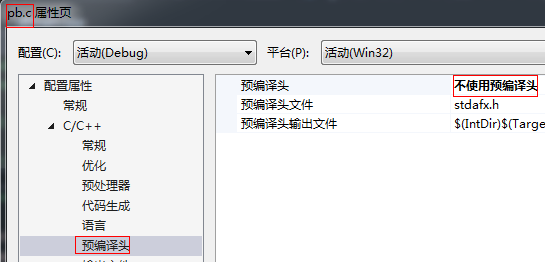 pb.c 属性页
配置(C): 活动(Debug) 平台(P): 活动(Win32)
配置属性
常规
C/C++
常规
优化
预处理器
代码生成
语言
预编译头
预编译头 不使用预编译头
预编译头文件 stdafx.h
预编译头输出文件 $(IntDir)$(Targe